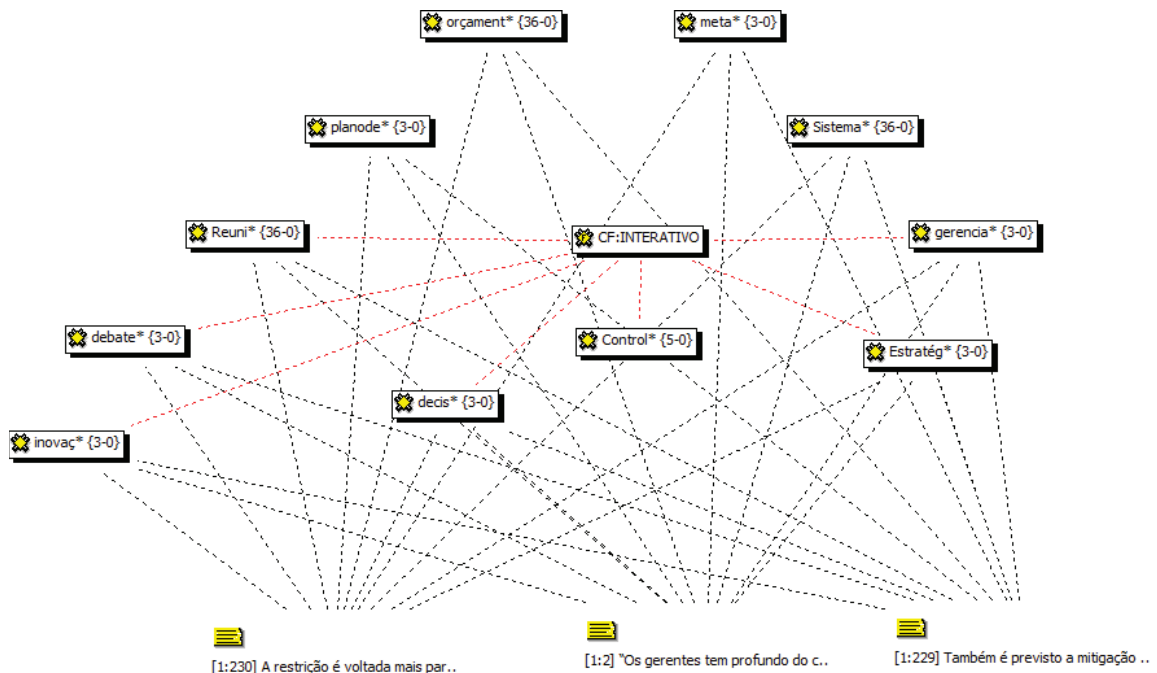 orçament* {36-0}
meta* {3-0}
planode* {3-0}
Sistema* {36-0}
Reuni* {36-0}
CF:INTERATIVO
gerencia* {3-0}
debate* {3-0}
Control* {5-0}
Estratég* {3-0}
decis* {3-0}
inovaç* {3-0}
[1:230] A restrição é voltada mais par..
[1:2] “Os gerentes tem profundo do c..
[1:229] Também é previsto a mitigação ..